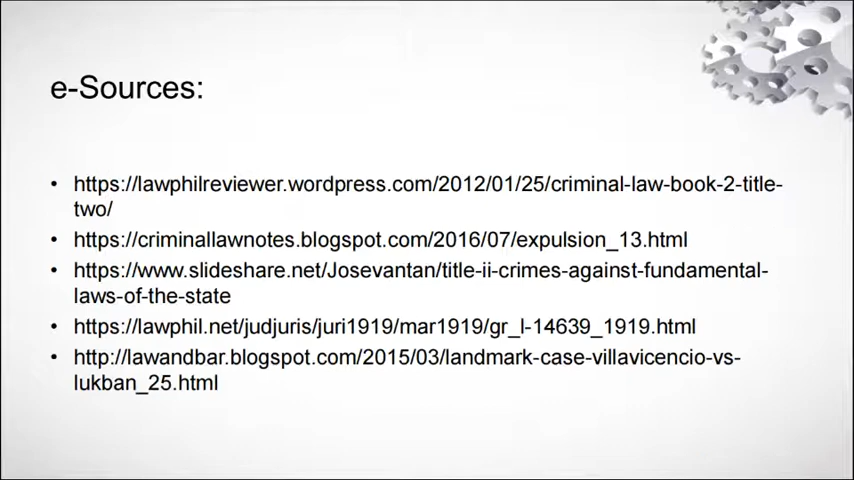 e-Sources:
• https://lawphilreviewer.wordpress.com/2012/01/25/criminal-law-book-2-title-
two/
• https://criminallawnotes.blogspot.com/2016/07/expulsion_13.html
• https://www.slideshare.net/Josevantan/title-ii-crimes-against-fundamental-
laws-of-the-state
• https://lawphil.net/judjuris/juri1919/mar1919/gr_l-14639_1919.html
• http://lawandbar.blogspot.com/2015/03/landmark-case-villavicencio-vs-
lukban_25.html